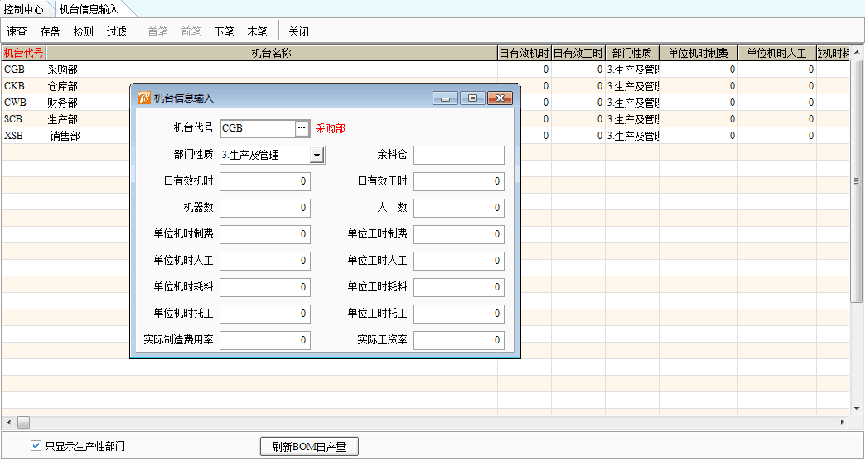 控制中心 机台信息输入
速查 存盘 检测 过滤 首笔 前笔 下笔 末笔 关闭
机台代号 机台名称 日有效机时 日有效工时 部门性质 单位机时制费 单位机时人工 位机时耗
CGB 采购部 0 0 3.生产及管理 0 0
CKB 仓库部 0 0 3.生产及管理 0 0
CWB 财务部 0 0 3.生产及管理 0 0
SCB 生产部 0 0 3.生产及管理 0 0
XSB 销售部 0 0 3.生产及管理 0 0
机台信息输入
机台代号 CGB ... 采购部
部门性质 3.生产及管理 余料仓
日有效机时 0 日有效工时 0
机器数 0 人 数 0
单位机时制费 0 单位工时制费 0
单位机时人工 0 单位工时人工 0
单位机时耗料 0 单位工时耗料 0
单位机时托工 0 单位工时托工 0
实际制造费用率 0 实际工资率 0
只显示生产性部门 刷新BOM日产量